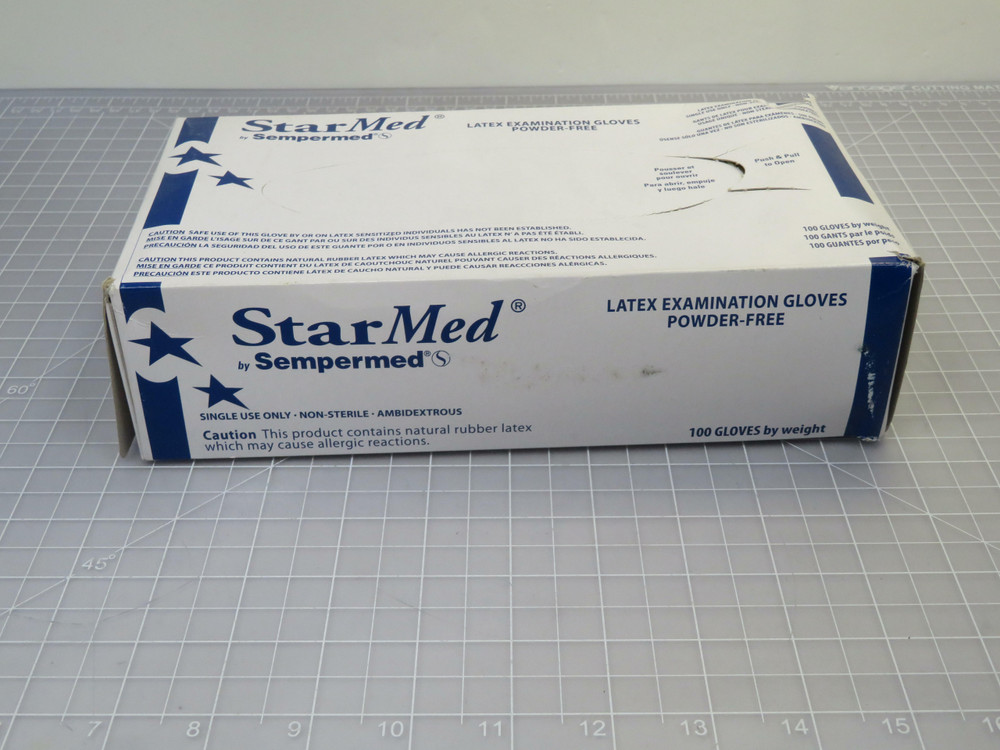 StarMed®
by Sempermed® S
LATEX EXAMINATION GLOVES
POWDER-FREE
Pousser et
soulever
pour ouvrir
Para abrir, empuje
y luego hale
Push & Pull
to Open
CAUTION SAFE USE OF THIS GLOVE BY OR ON LATEX SENSITIZED INDIVIDUALS HAS NOT BEEN ESTABLISHED.
MISE EN GARDE L'ISAGE SUR DE CE GANT PAR OU SUR DES INDIVIDUS SENSIBLES AU LATEX N' A PAS ÉTÉ ÉTABLI.
PRECAUCIÓN LA SEGURIDAD DEL USO DE ESTE GUANTE POR O EN INDIVIDUOS SENSIBLES AL LATEX NO HA SIDO ESTABLECIDA.
CAUTION THIS PRODUCT CONTAINS NATURAL RUBBER LATEX WHICH MAY CAUSE ALLERGIC REACTIONS.
MISE EN GARDE CE PRODUIT CONTIENT DU LATEX DE CAOUTCHOUC NATUREL POUVANT CAUSER DES RÉACTIONS ALLERGIQUES.
PRECAUCIÓN ESTE PRODUCTO CONTIENE LATEX DE CAUCHO NATURAL Y PUEDE CAUSAR REACCCIONES ALÉRGICAS.
100 GLOVES by weight
100 GANTS par le
100 GUANTES por
StarMed®
by Sempermed® S
LATEX EXAMINATION GLOVES
POWDER-FREE
SINGLE USE ONLY · NON-STERILE · AMBIDEXTROUS
Caution This product contains natural rubber latex
which may cause allergic reactions.
100 GLOVES by weight
60°
45°
7 8 9 10 11 12 13 14 15 16